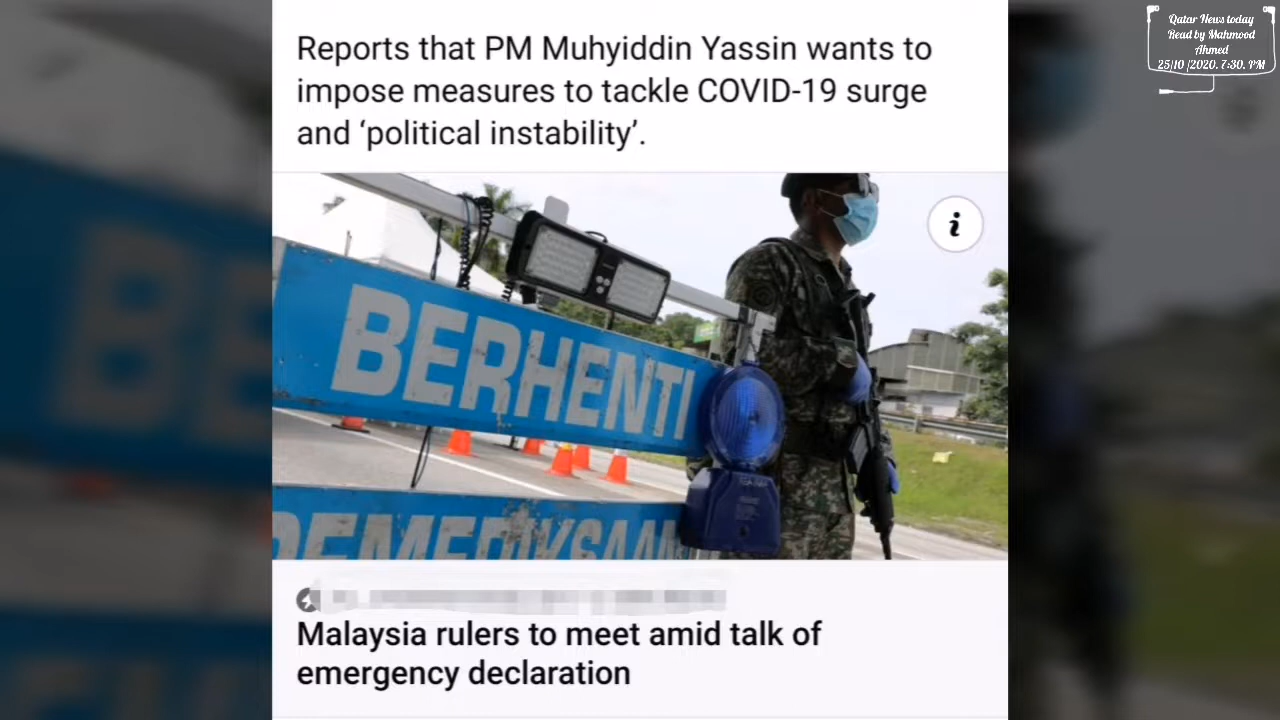 Qatar News today
Read by Mahmood
Ahmed
25/10 /2020. 7:30. PM
Reports that PM Muhyiddin Yassin wants to
impose measures to tackle COVID-19 surge
and ‘political instability’.
i
BERHENTI
PEMERIKSAAN
Malaysia rulers to meet amid talk of
emergency declaration